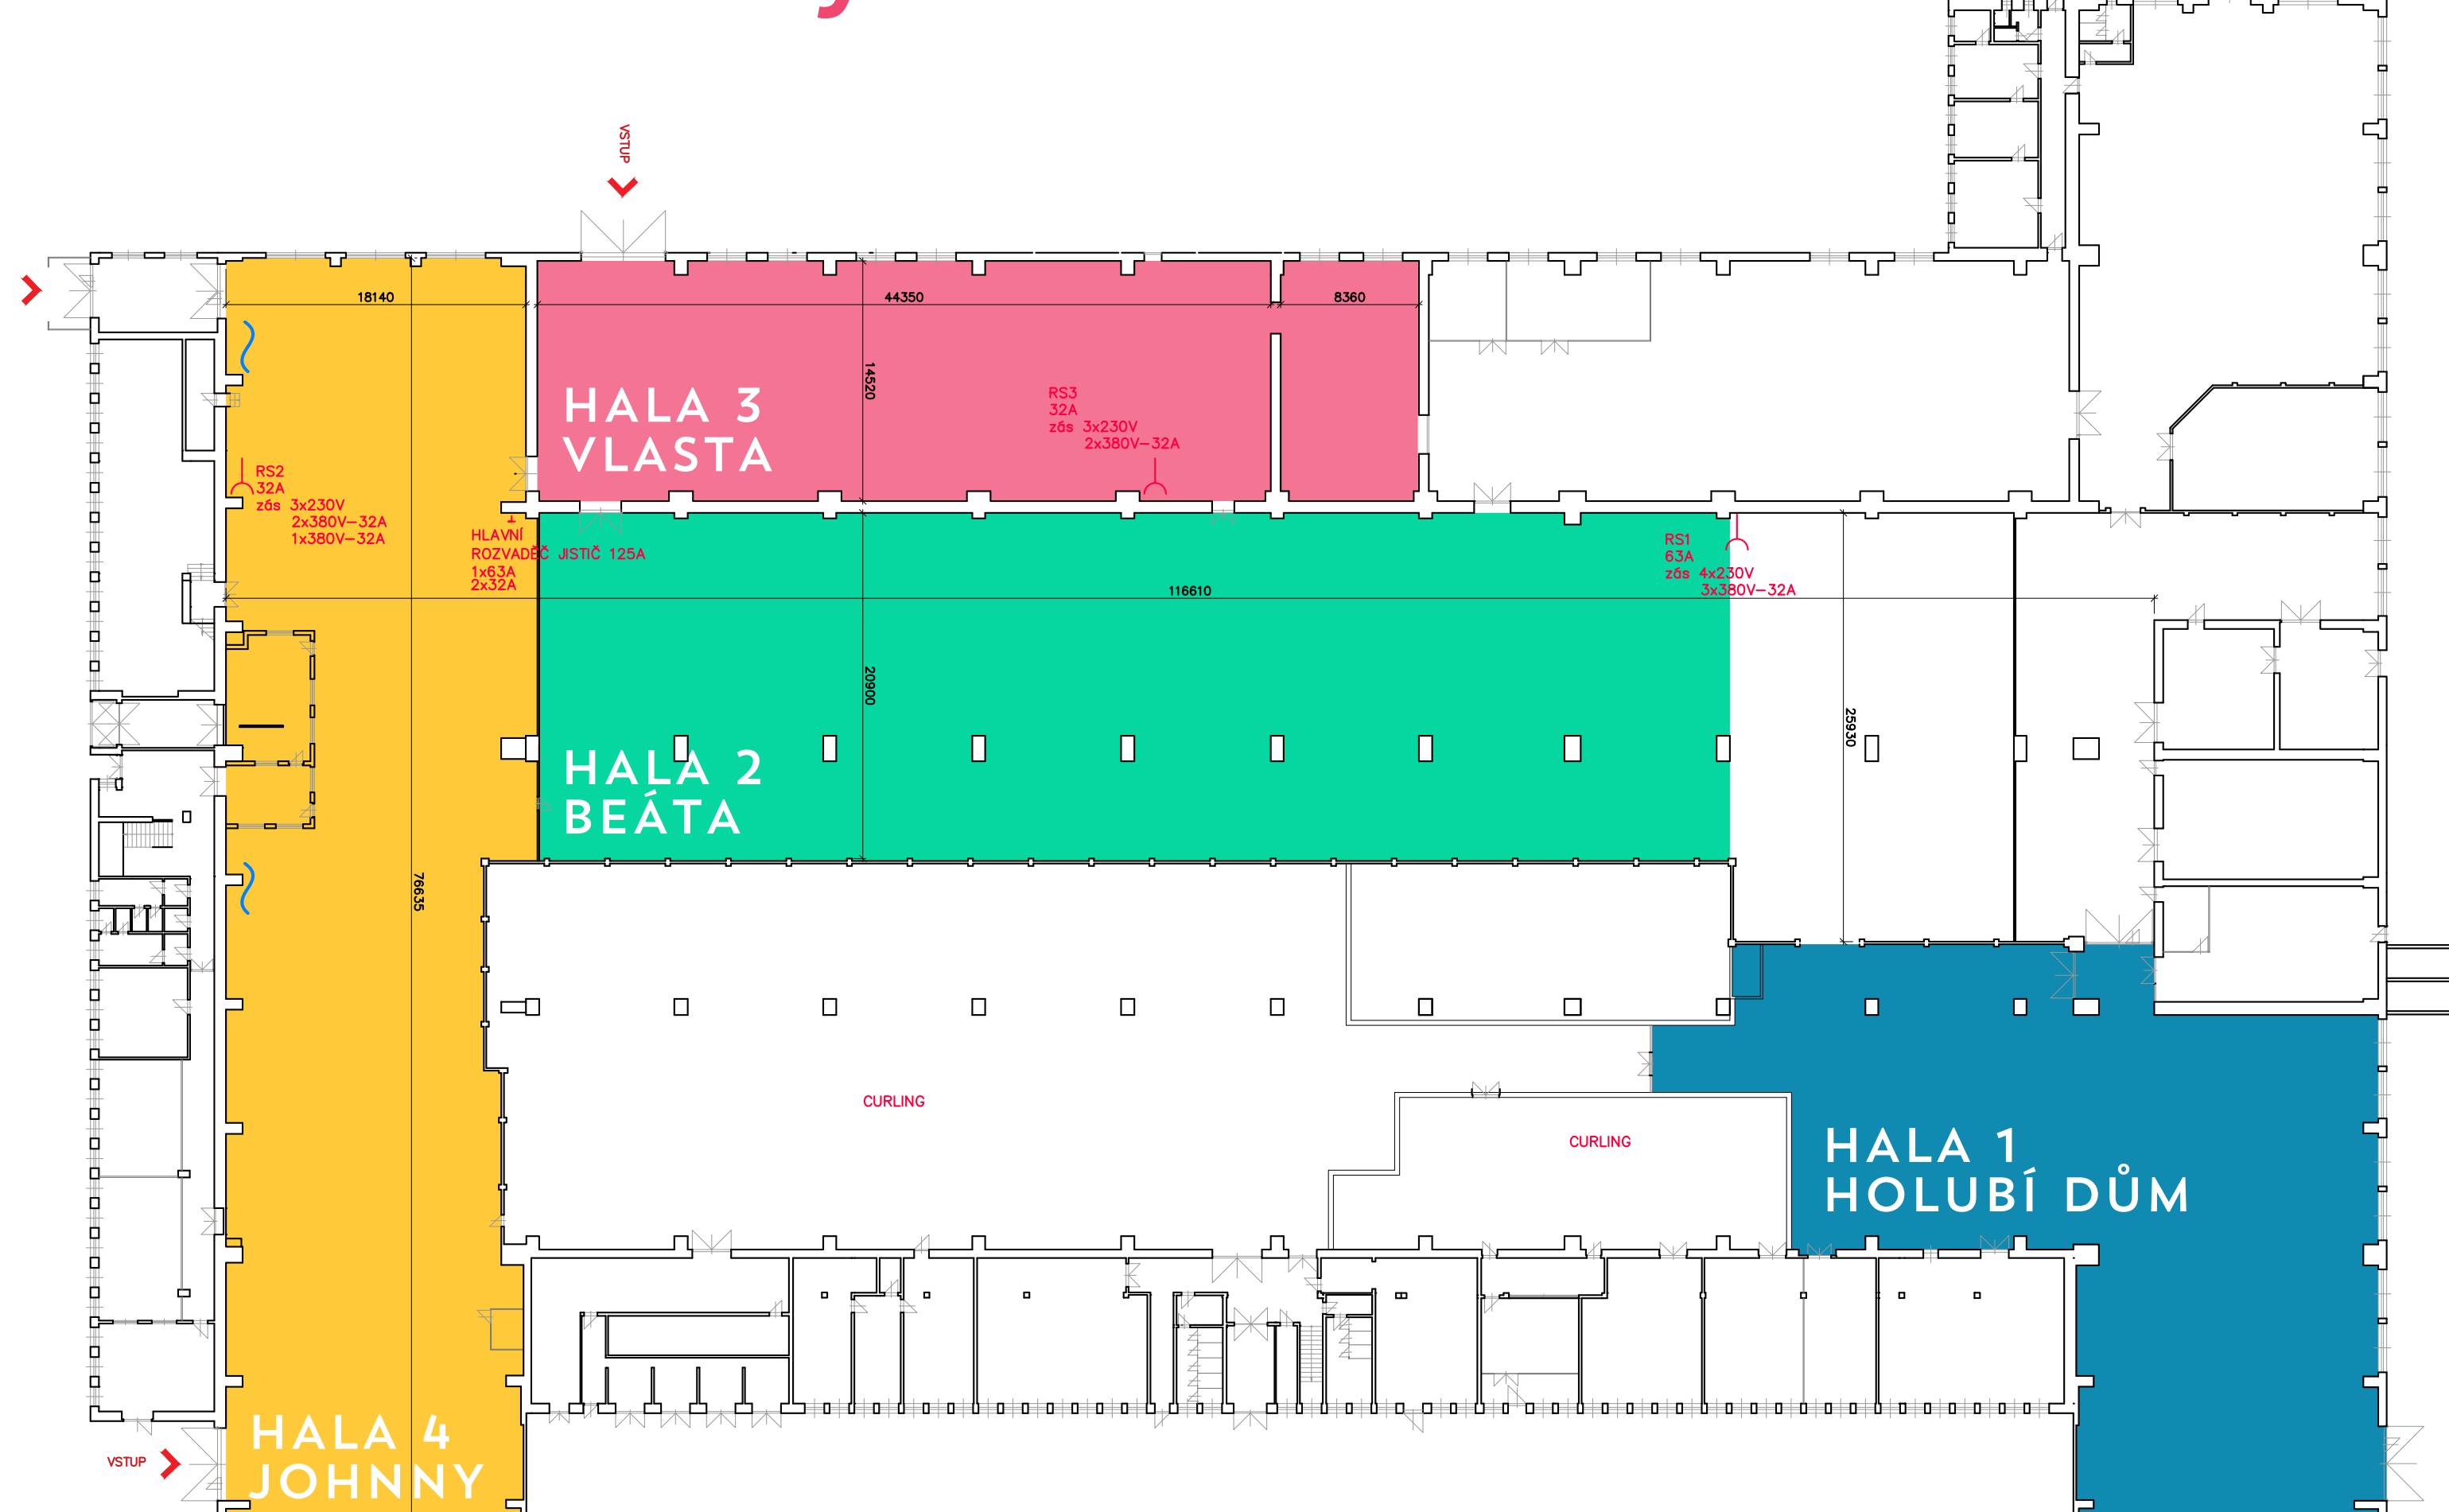 VSTUP
18140
44350
8360
14520
HALA 3
VLASTA
RS3
32A
zás 3x230V
2x380V-32A
RS2
32A
zás 3x230V
2x380V-32A
1x380V-32A
HLAVNÍ
ROZVADĚČ JISTIČ 125A
1x63A
2x32A
RS1
63A
zás 4x230V
3x380V-32A
116610
20900
25930
HALA 2
BEÁTA
76635
CURLING
CURLING
HALA 1
HOLUBÍ DŮM
HALA 4
JOHNNY
VSTUP